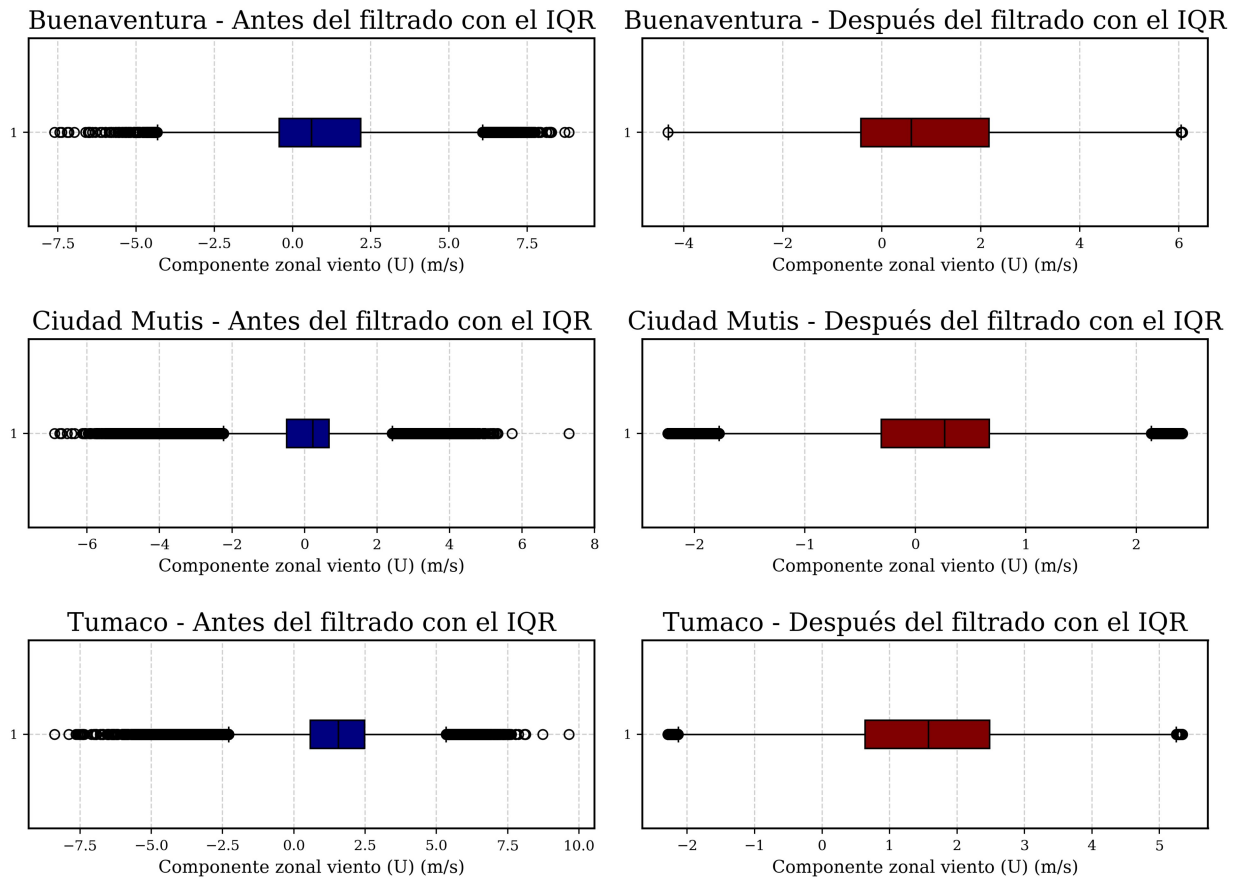 Buenaventura - Antes del filtrado con el IQR
1
−7.5 −5.0 −2.5 0.0 2.5 5.0 7.5
Componente zonal viento (U) (m/s)
Buenaventura - Después del filtrado con el IQR
1
−4 −2 0 2 4 6
Componente zonal viento (U) (m/s)
Ciudad Mutis - Antes del filtrado con el IQR
1
−6 −4 −2 0 2 4 6 8
Componente zonal viento (U) (m/s)
Ciudad Mutis - Después del filtrado con el IQR
1
−2 −1 0 1 2
Componente zonal viento (U) (m/s)
Tumaco - Antes del filtrado con el IQR
1
−7.5 −5.0 −2.5 0.0 2.5 5.0 7.5 10.0
Componente zonal viento (U) (m/s)
Tumaco - Después del filtrado con el IQR
1
−2 −1 0 1 2 3 4 5
Componente zonal viento (U) (m/s)